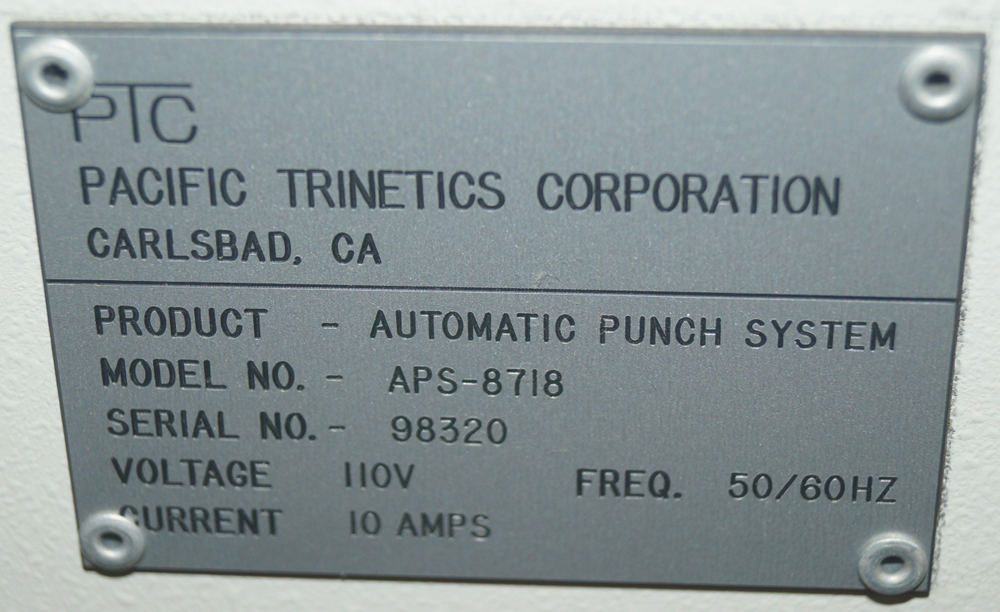 PTC
PACIFIC TRINETICS CORPORATION
CARLSBAD, CA
PRODUCT - AUTOMATIC PUNCH SYSTEM
MODEL NO. - APS-8718
SERIAL NO. - 98320
VOLTAGE 110V FREQ. 50/60HZ
CURRENT 10 AMPS